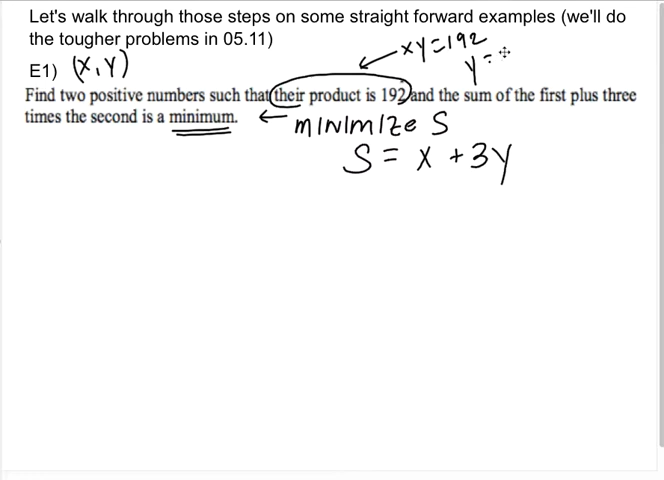 Let's walk through those steps on some straight forward examples (we'll do
the tougher problems in 05.11)
xy=192
E1) (X,Y)
y=
Find two positive numbers such that their product is 192 and the sum of the first plus three
times the second is a minimum.
MINIMIZE S
S = X + 3Y